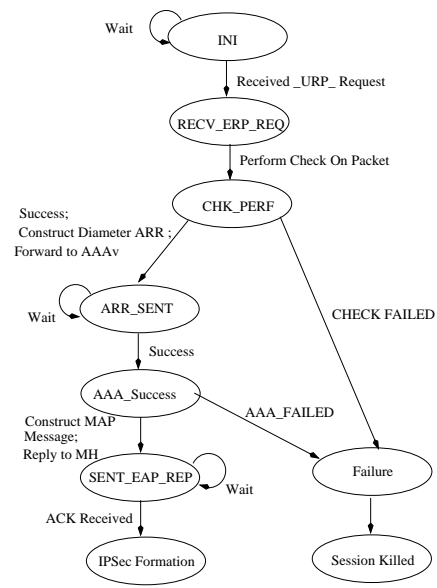 Wait
INI
Received _URP_ Request
RECV_ERP_REQ
Perform Check On Packet
CHK_PERF
Success;
Construct Diameter ARR ;
Forward to AAAv
ARR_SENT
Wait
CHECK FAILED
Success
AAA_Success
AAA_FAILED
Construct MAP
Message;
Reply to MH
SENT_EAP_REP
Wait
Failure
ACK Received
IPSec Formation
Session Killed